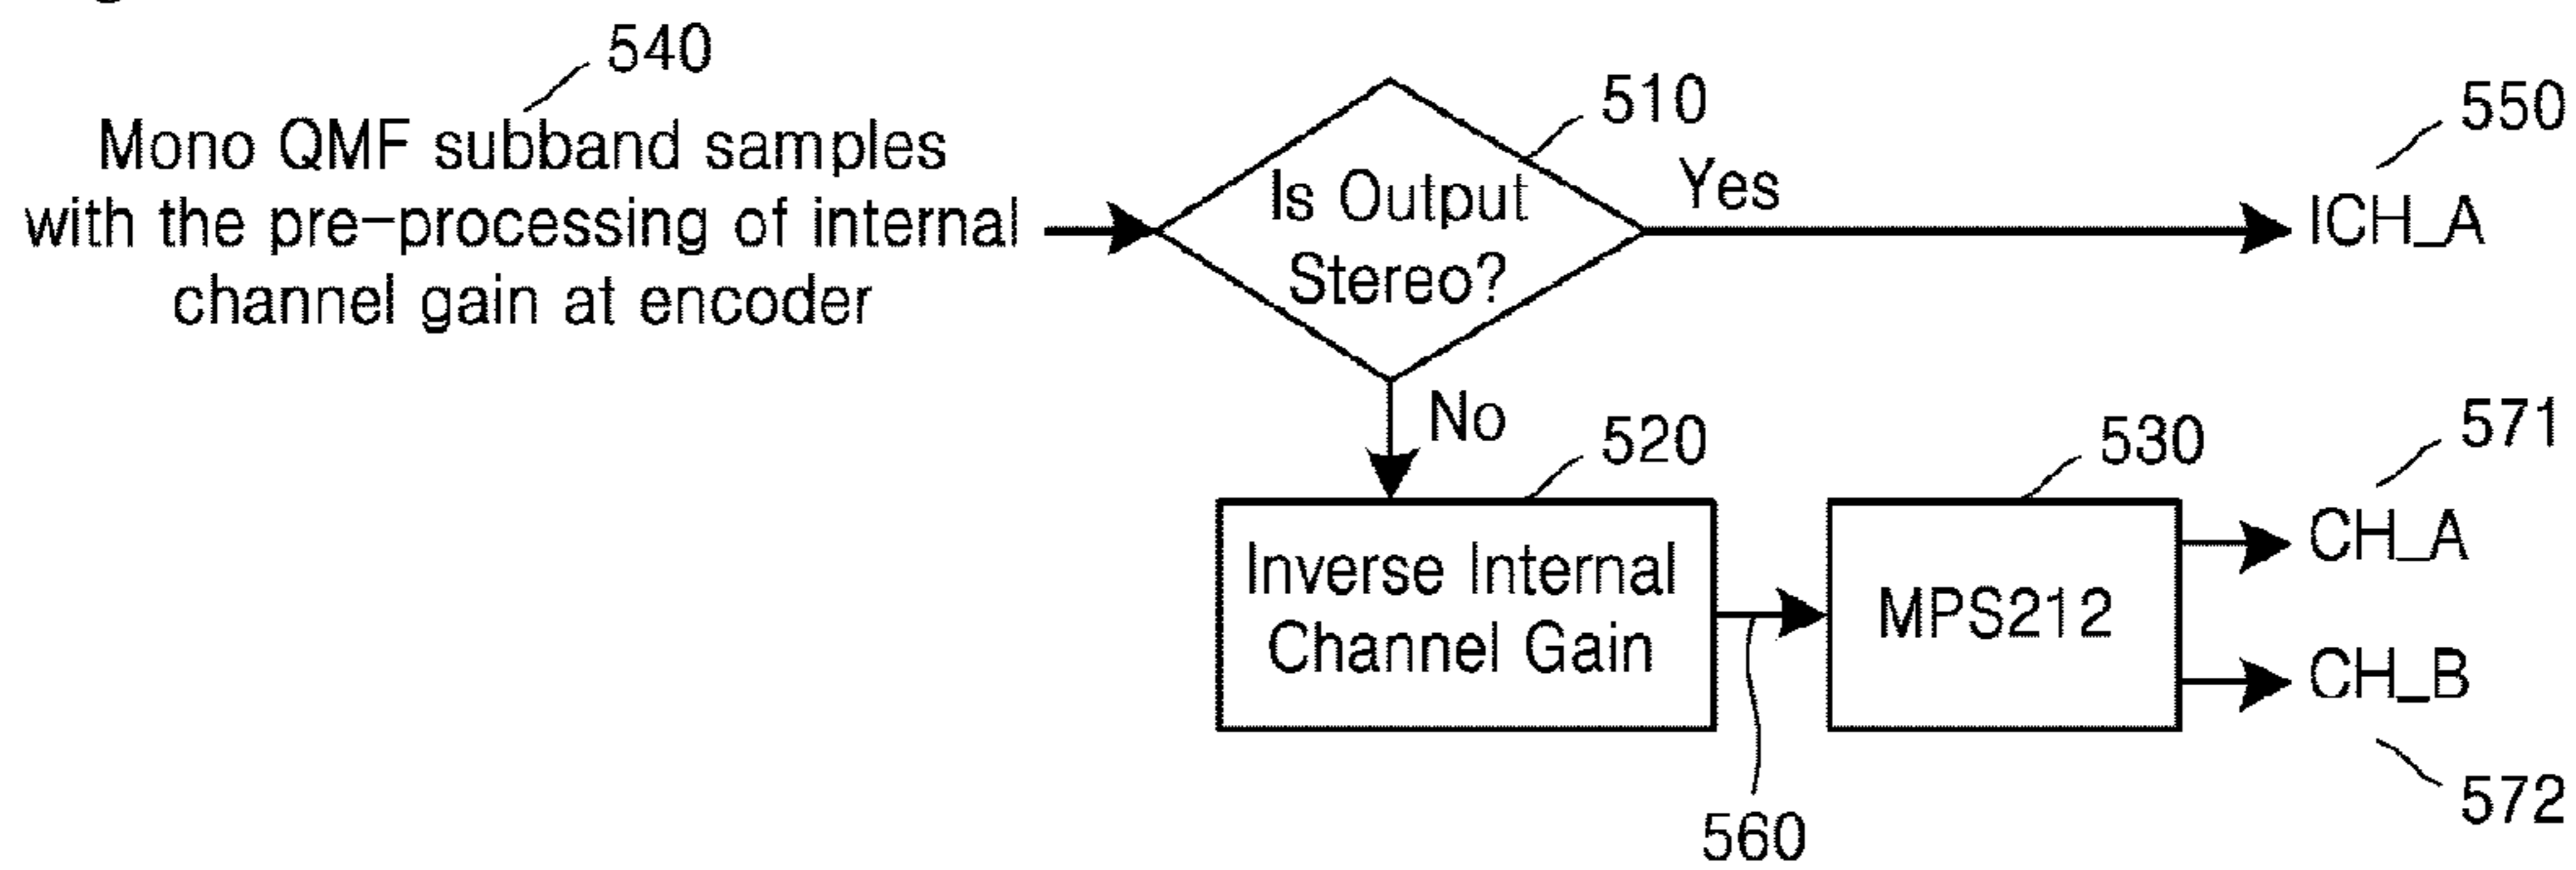 540
Mono QMF subband samples
with the pre-processing of internal
channel gain at encoder
510
Is Output
Stereo?
Yes
550
ICH_A
No
520
Inverse Internal
Channel Gain
560
530
MPS212
571
CH_A
CH_B
572